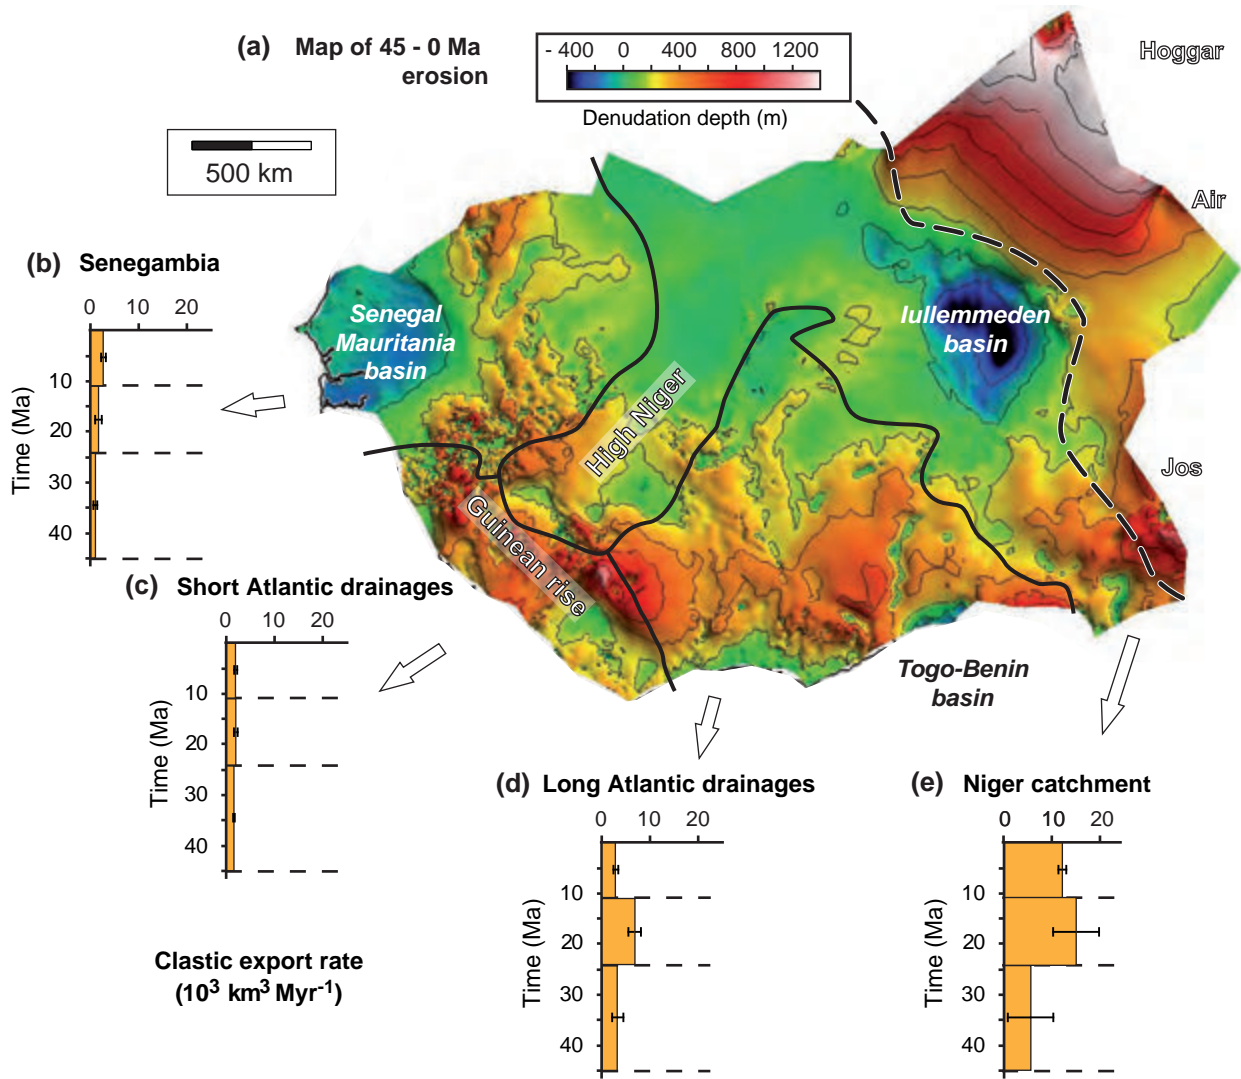 (a) Map of 45 - 0 Ma
erosion
- 400 0 400 800 1200
Denudation depth (m)
500 km
Hoggar
Air
Jos
Senegal
Mauritania
basin
Iullemmeden
basin
High Niger
Guinean rise
Togo-Benin
basin
(b) Senegambia
0 10 20
Time (Ma)
10
20
30
40
(c) Short Atlantic drainages
0 10 20
Time (Ma)
10
20
30
40
Clastic export rate
(10³ km³ Myr⁻¹)
(d) Long Atlantic drainages
0 10 20
Time (Ma)
10
20
30
40
(e) Niger catchment
0 10 20
Time (Ma)
10
20
30
40